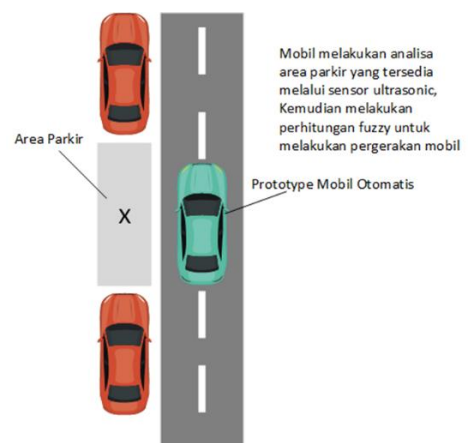 Mobil melakukan analisa
area parkir yang tersedia
melalui sensor ultrasonic,
Kemudian melakukan
perhitungan fuzzy untuk
melakukan pergerakan mobil
Area Parkir
Prototype Mobil Otomatis
X